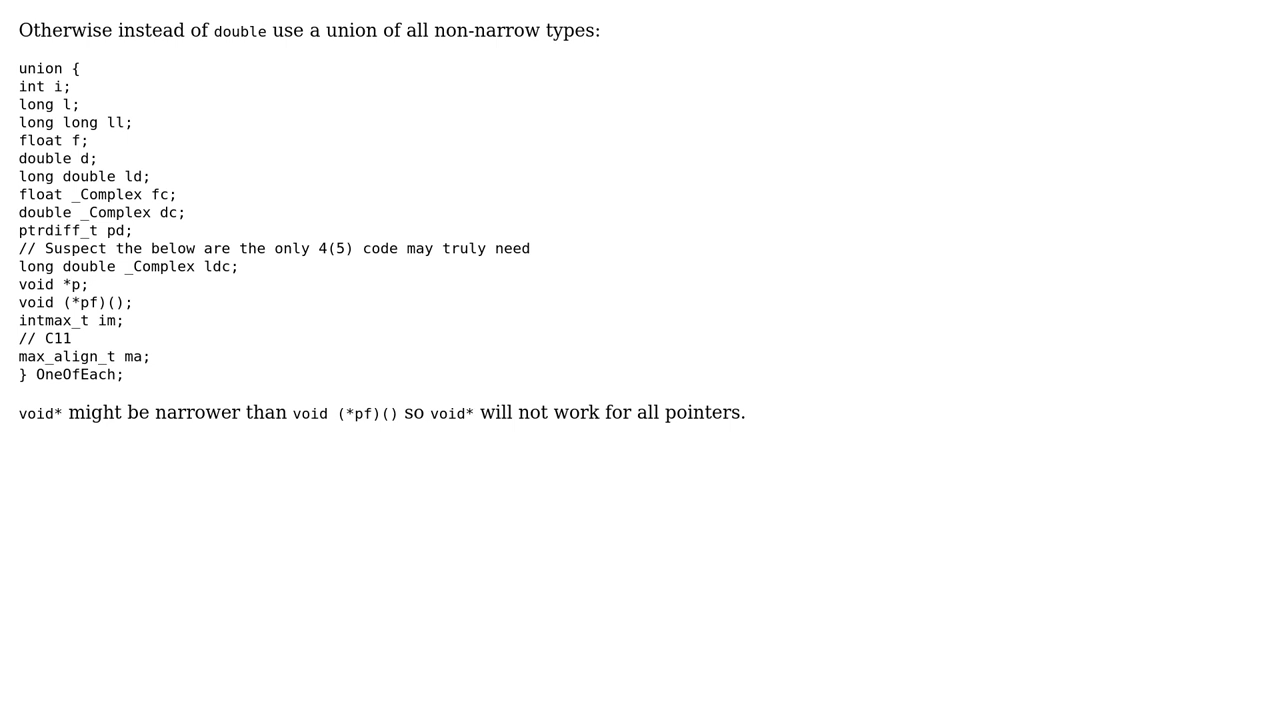 Otherwise instead of double use a union of all non-narrow types:
union {
int i;
long l;
long long ll;
float f;
double d;
long double ld;
float _Complex fc;
double _Complex dc;
ptrdiff_t pd;
// Suspect the below are the only 4(5) code may truly need
long double _Complex ldc;
void *p;
void (*pf)();
intmax_t im;
// C11
max_align_t ma;
} OneOfEach;
void* might be narrower than void (*pf)() so void* will not work for all pointers.